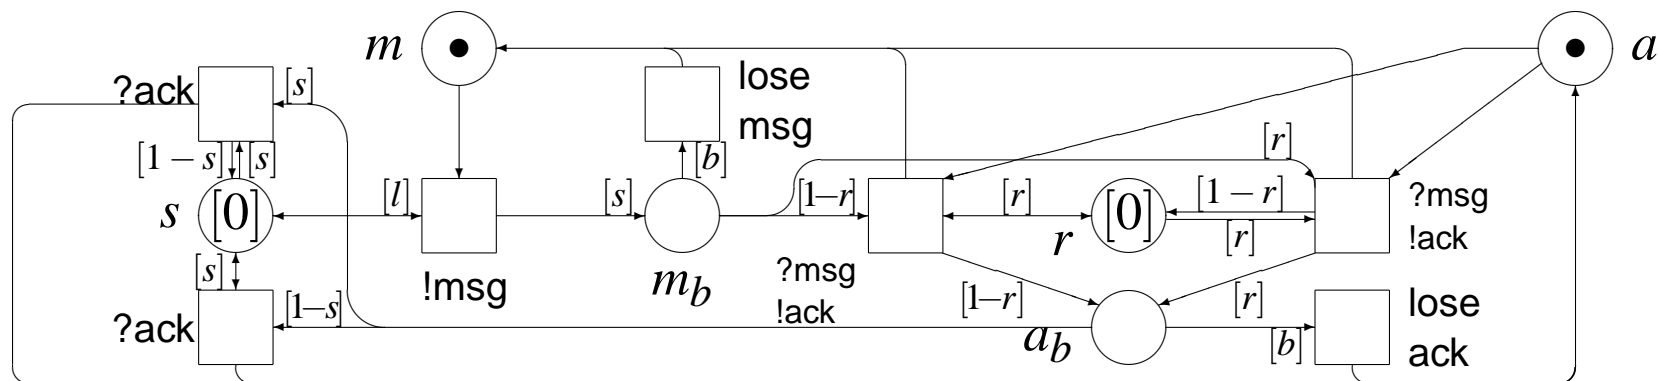 m
a
?ack
[s]
lose
msg
[r]
[1 − s]
[s]
[b]
s
[0]
[l]
[s]
[1−r]
[r]
[0]
[1 − r]
?msg
[r]
!ack
r
[s]
!msg
m_b
?msg
!ack
[1−s]
[1−r]
[r]
lose
?ack
a_b
[b]
ack